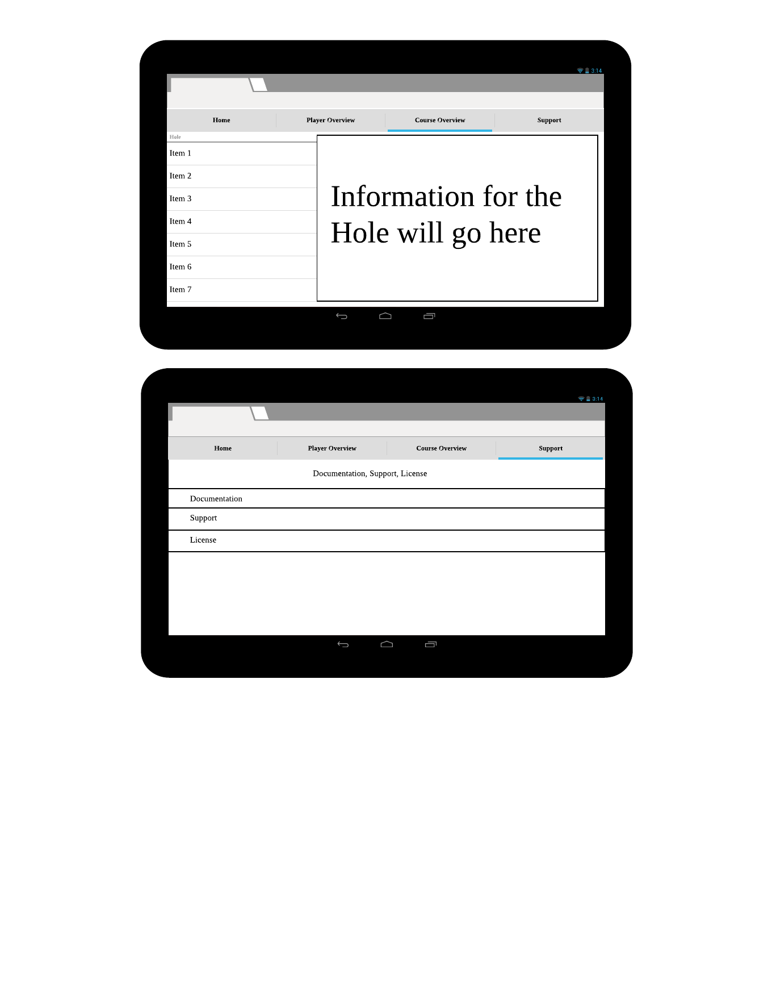 3:14
Home Player Overview Course Overview Support
Hole
Item 1
Item 2
Item 3
Item 4
Item 5
Item 6
Item 7
Information for the
Hole will go here
3:14
Home Player Overview Course Overview Support
Documentation, Support, License
Documentation
Support
License